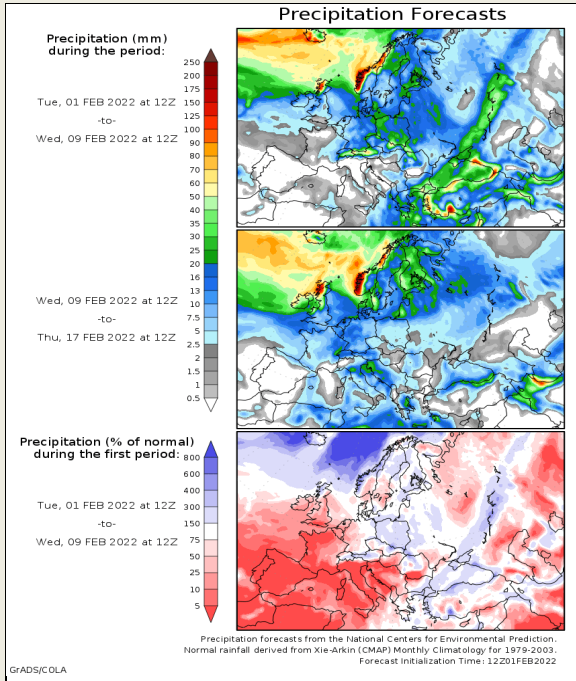 Precipitation Forecasts
Precipitation (mm)
during the period:
Tue, 01 FEB 2022 at 12Z
-to-
Wed, 09 FEB 2022 at 12Z
250
200
175
150
125
100
90
80
70
60
50
40
35
30
25
20
16
13
10
7.5
5
2.5
2
1.5
1
0.5
Wed, 09 FEB 2022 at 12Z
-to-
Thu, 17 FEB 2022 at 12Z
Precipitation (% of normal)
during the first period:
Tue, 01 FEB 2022 at 12Z
-to-
Wed, 09 FEB 2022 at 12Z
800
600
400
300
150
75
50
25
10
5
Precipitation forecasts from the National Centers for Environmental Prediction.
Normal rainfall derived from Xie-Arkin (CMAP) Monthly Climatology for 1979-2003.
Forecast Initialization Time: 12Z01FEB2022
GrADS/COLA